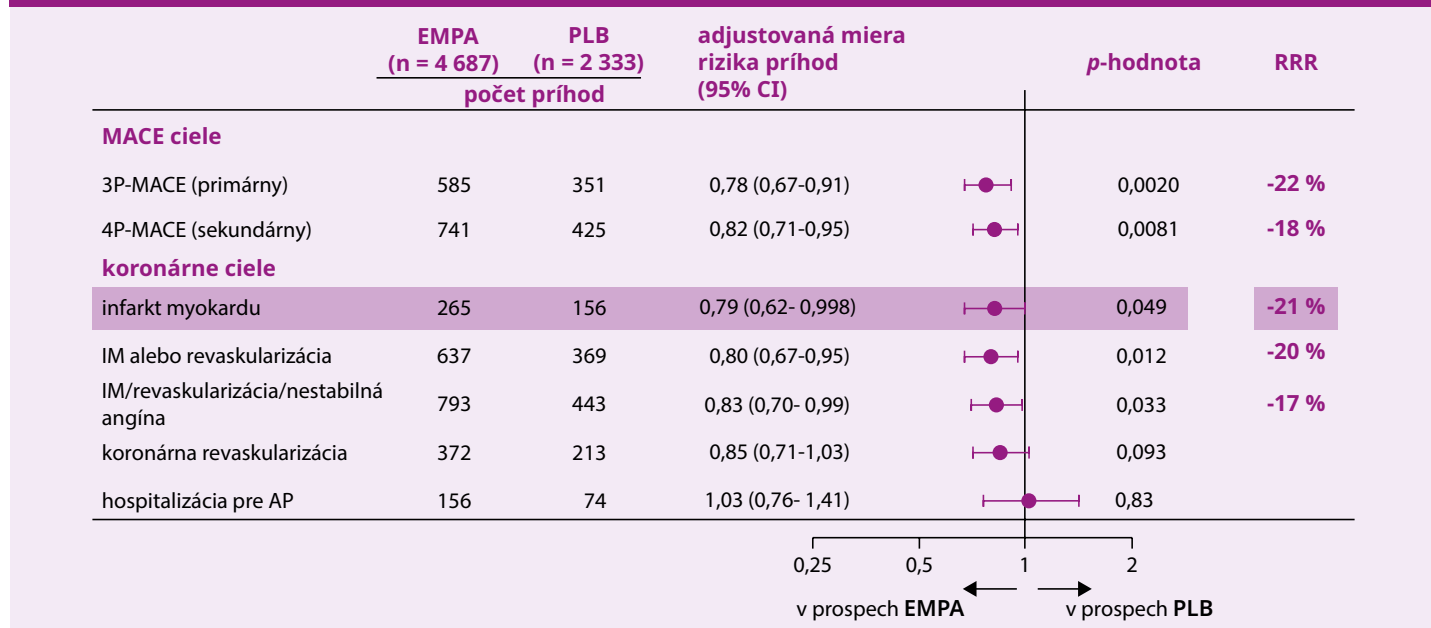 EMPA PLB adjustovaná miera
(n = 4 687) (n = 2 333) rizika príhod p-hodnota RRR
počet príhod (95% CI)
MACE ciele
3P-MACE (primárny) 585 351 0,78 (0,67-0,91) 0,0020 -22 %
4P-MACE (sekundárny) 741 425 0,82 (0,71-0,95) 0,0081 -18 %
koronárne ciele
infarkt myokardu 265 156 0,79 (0,62- 0,998) 0,049 -21 %
IM alebo revaskularizácia 637 369 0,80 (0,67-0,95) 0,012 -20 %
IM/revaskularizácia/nestabilná
angína 793 443 0,83 (0,70- 0,99) 0,033 -17 %
koronárna revaskularizácia 372 213 0,85 (0,71-1,03) 0,093
hospitalizácia pre AP 156 74 1,03 (0,76- 1,41) 0,83
0,25 0,5 1 2
v prospech EMPA v prospech PLB